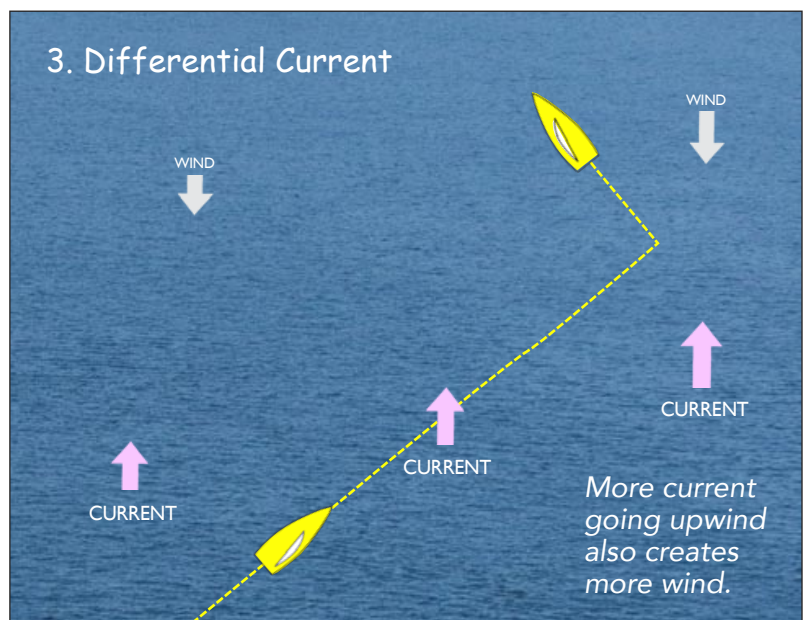 3. Differential Current
WIND
WIND
CURRENT
CURRENT
CURRENT
More current
going upwind
also creates
more wind.